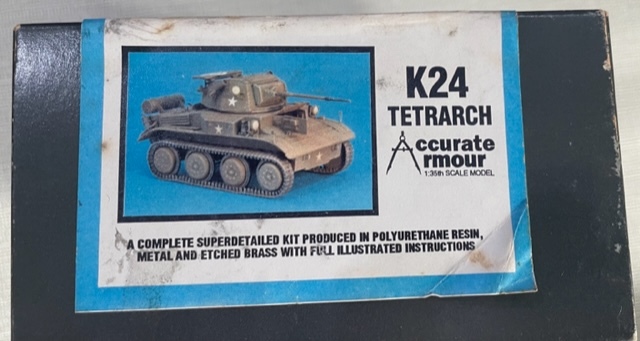 K24
TETRARCH
Accurate
Armour
1:35th SCALE MODEL
A COMPLETE SUPERDETAILED KIT PRODUCED IN POLYURETHANE RESIN,
METAL AND ETCHED BRASS WITH FULL ILLUSTRATED INSTRUCTIONS